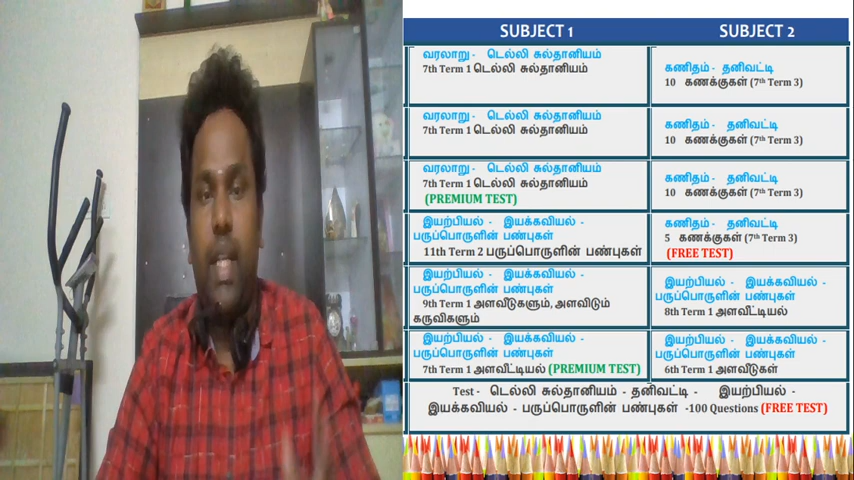 SUBJECT 1
SUBJECT 2
வரலாறு - டெல்லி சுல்தானியம்
7th Term 1 டெல்லி சுல்தானியம்
கணிதம் - தனிவட்டி
10 கணக்குகள் (7th Term 3)
வரலாறு - டெல்லி சுல்தானியம்
7th Term 1 டெல்லி சுல்தானியம்
கணிதம் - தனிவட்டி
10 கணக்குகள் (7th Term 3)
வரலாறு - டெல்லி சுல்தானியம்
7th Term 1 டெல்லி சுல்தானியம்
(PREMIUM TEST)
கணிதம் - தனிவட்டி
10 கணக்குகள் (7th Term 3)
இயற்பியல் - இயக்கவியல் -
பருப்பொருளின் பண்புகள்
11th Term 2 பருப்பொருளின் பண்புகள்
கணிதம் - தனிவட்டி
5 கணக்குகள் (7th Term 3)
(FREE TEST)
இயற்பியல் - இயக்கவியல் -
பருப்பொருளின் பண்புகள்
9th Term 1 அளவீடுகளும், அளவிடும்
கருவிகளும்
இயற்பியல் - இயக்கவியல் -
பருப்பொருளின் பண்புகள்
8th Term 1 அளவீட்டியல்
இயற்பியல் - இயக்கவியல் -
பருப்பொருளின் பண்புகள்
7th Term 1 அளவீட்டியல் (PREMIUM TEST)
இயற்பியல் - இயக்கவியல் -
பருப்பொருளின் பண்புகள்
6th Term 1 அளவீடுகள்
Test - டெல்லி சுல்தானியம் - தனிவட்டி - இயற்பியல் -
இயக்கவியல் - பருப்பொருளின் பண்புகள் -100 Questions (FREE TEST)